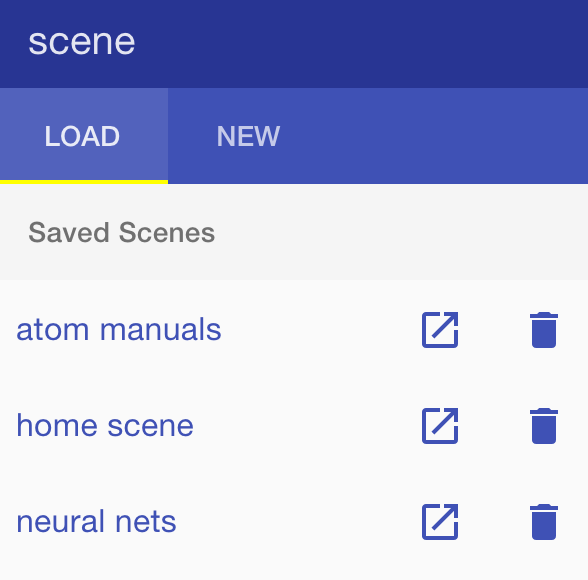 scene
LOAD NEW
Saved Scenes
atom manuals
home scene
neural nets